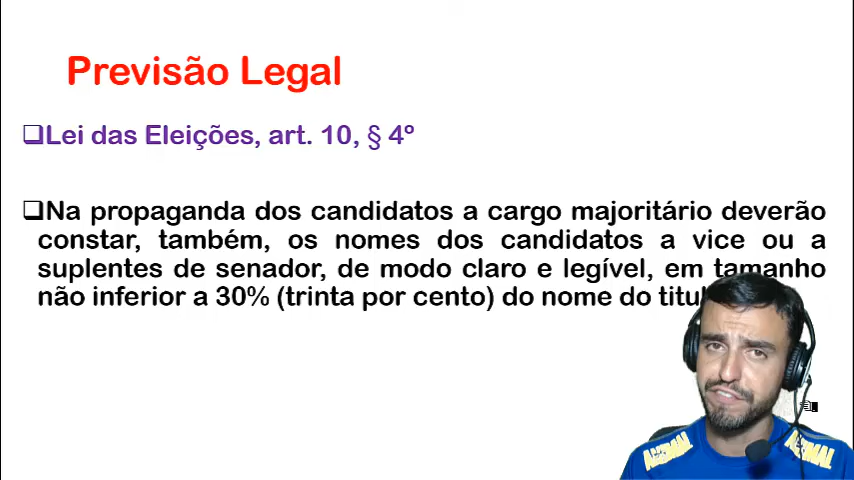 Previsão Legal
❑Lei das Eleições, art. 10, § 4º
❑Na propaganda dos candidatos a cargo majoritário deverão
constar, também, os nomes dos candidatos a vice ou a
suplentes de senador, de modo claro e legível, em tamanho
não inferior a 30% (trinta por cento) do nome do
ANIMAL